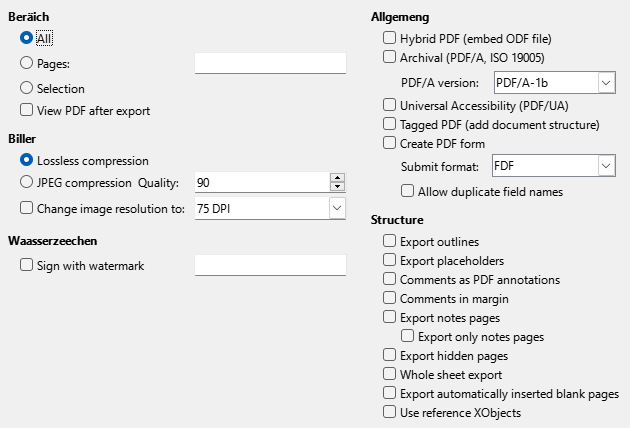 Beräich
All
Pages:
Selection
View PDF after export
Biller
Lossless compression
JPEG compression Quality: 90
Change image resolution to: 75 DPI
Waasserzeechen
Sign with watermark
Allgemeng
Hybrid PDF (embed ODF file)
Archival (PDF/A, ISO 19005)
PDF/A version: PDF/A-1b
Universal Accessibility (PDF/UA)
Tagged PDF (add document structure)
Create PDF form
Submit format: FDF
Allow duplicate field names
Structure
Export outlines
Export placeholders
Comments as PDF annotations
Comments in margin
Export notes pages
Export only notes pages
Export hidden pages
Whole sheet export
Export automatically inserted blank pages
Use reference XObjects